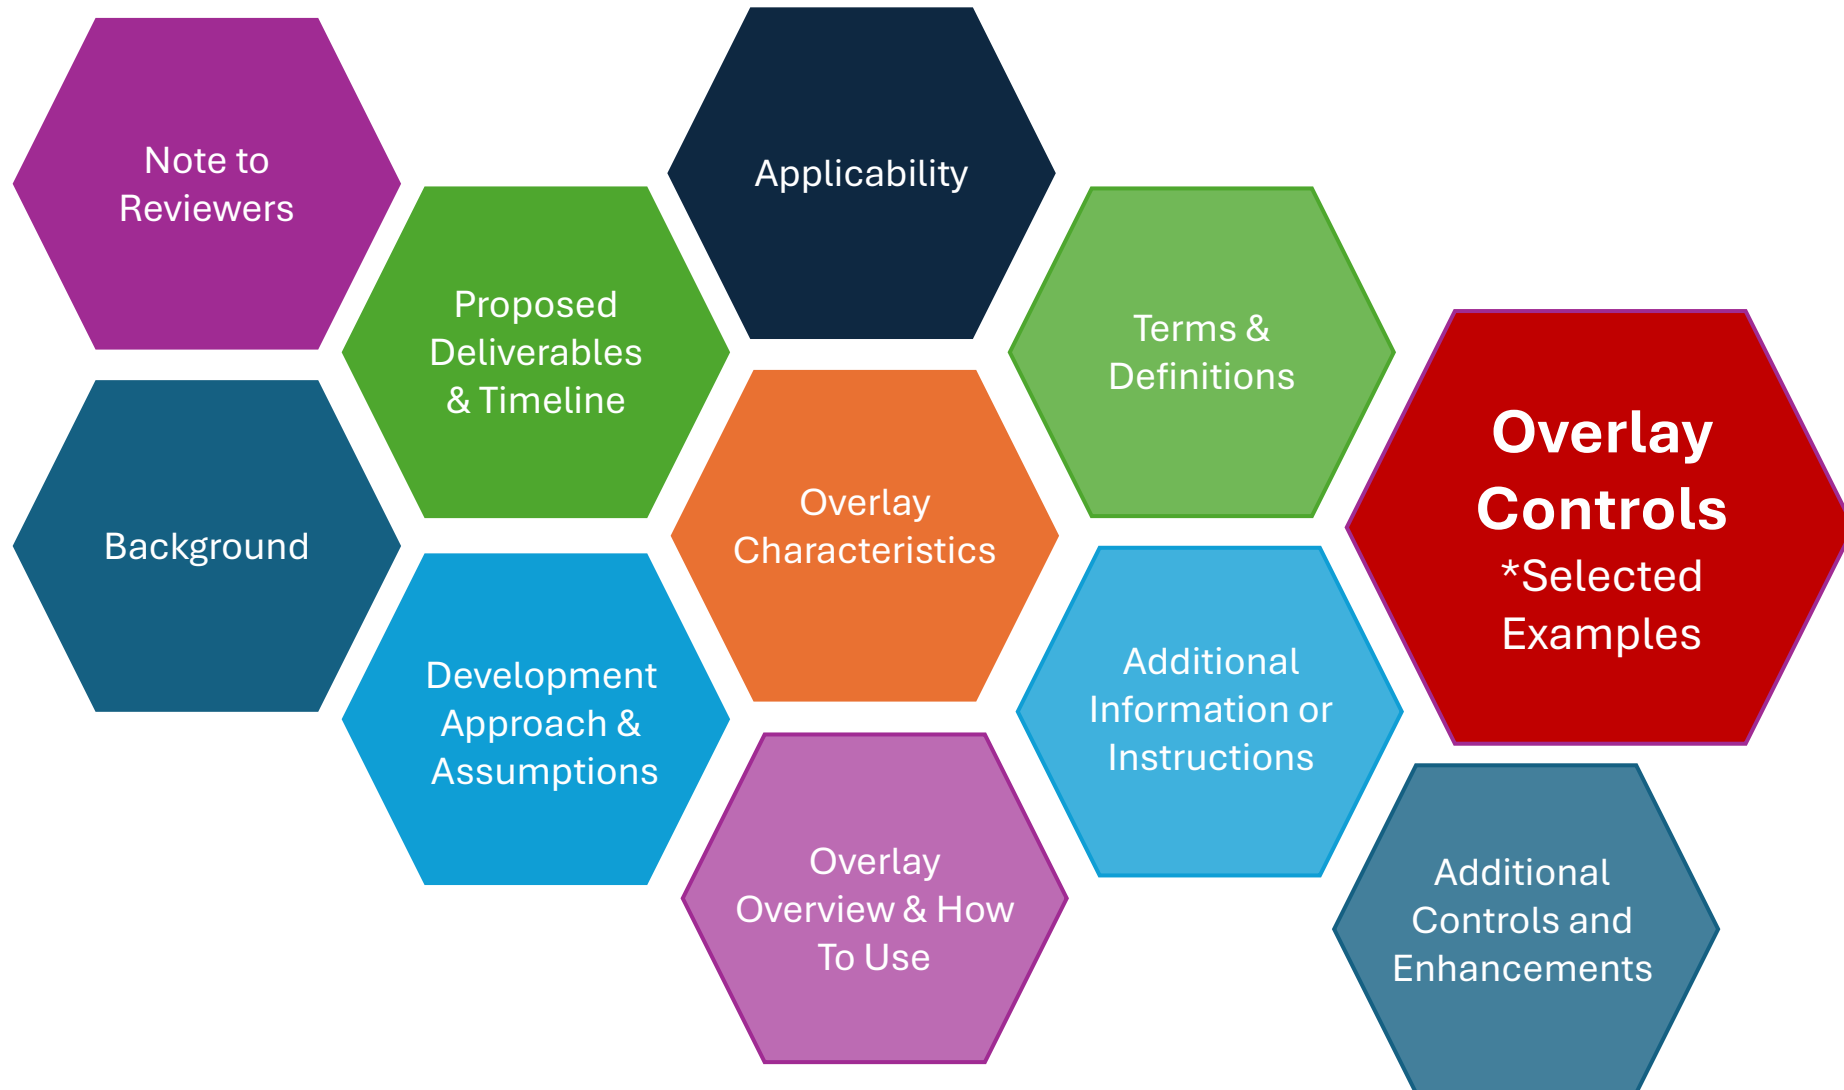 Note to
Reviewers
Background
Proposed
Deliverables
& Timeline
Development
Approach &
Assumptions
Applicability
Overlay
Characteristics
Overlay
Overview & How
To Use
Terms &
Definitions
Additional
Information or
Instructions
Overlay
Controls
*Selected
Examples
Additional
Controls and
Enhancements